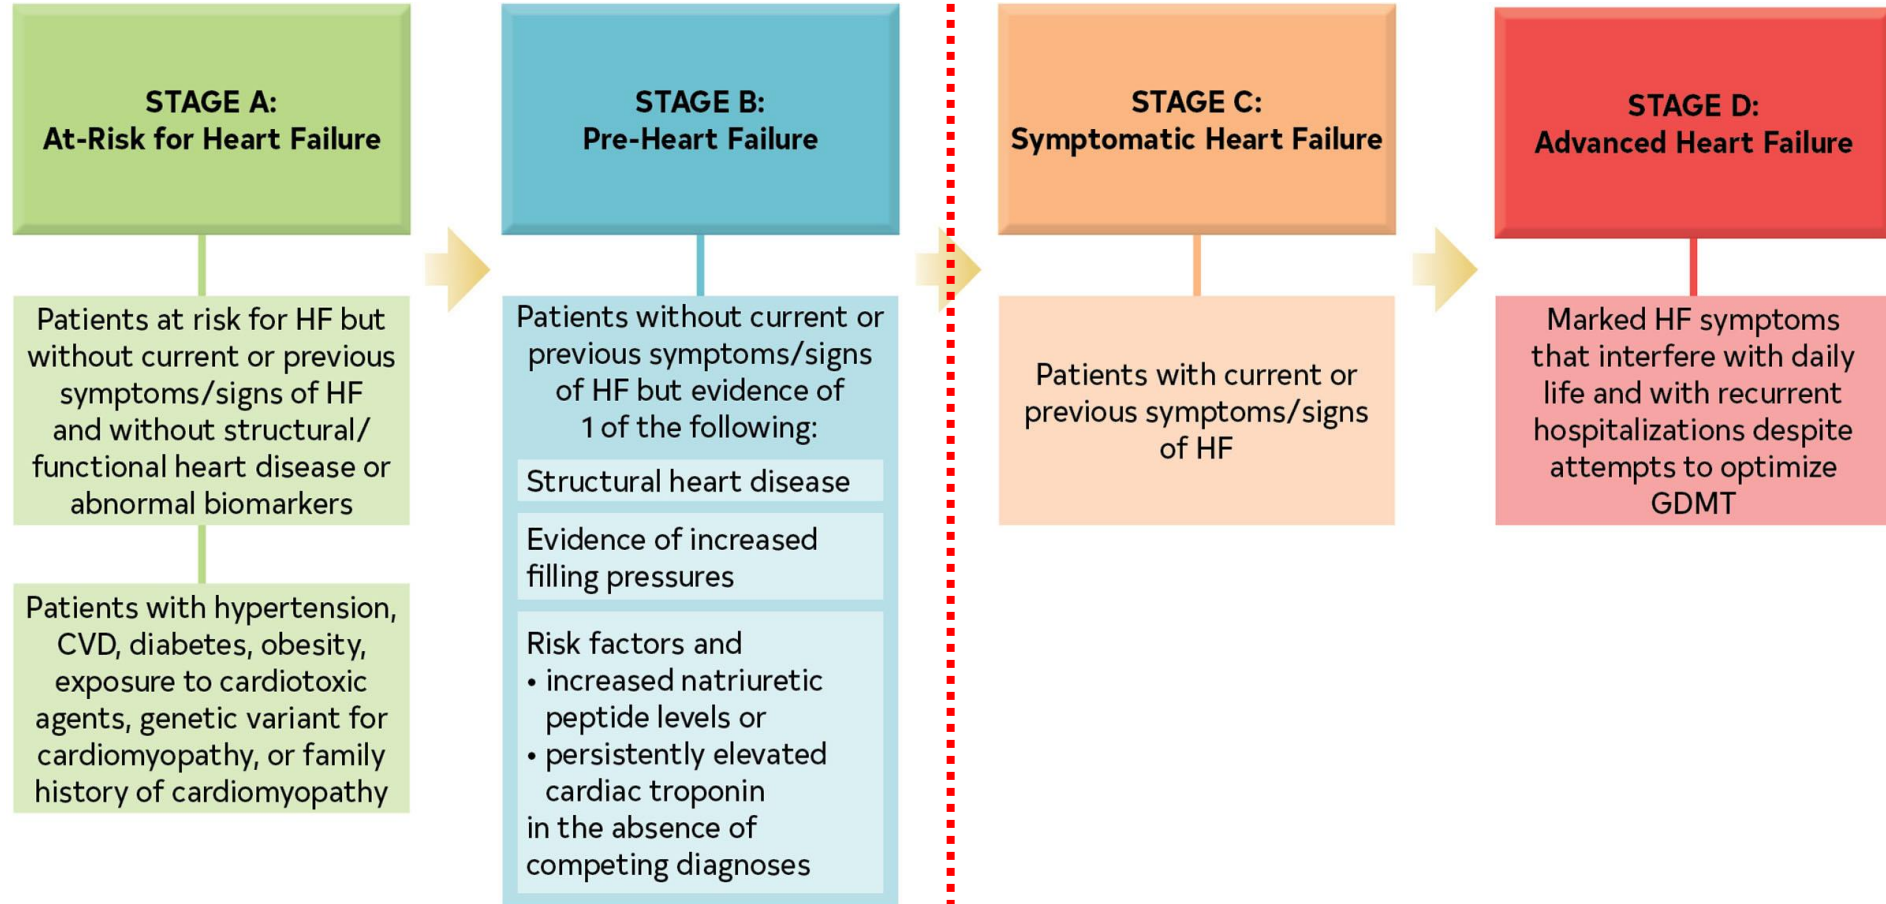 STAGE A:
At-Risk for Heart Failure
Patients at risk for HF but
without current or previous
symptoms/signs of HF
and without structural/
functional heart disease or
abnormal biomarkers
Patients with hypertension,
CVD, diabetes, obesity,
exposure to cardiotoxic
agents, genetic variant for
cardiomyopathy, or family
history of cardiomyopathy
STAGE B:
Pre-Heart Failure
Patients without current or
previous symptoms/signs
of HF but evidence of
1 of the following:
Structural heart disease
Evidence of increased
filling pressures
Risk factors and
• increased natriuretic
peptide levels or
• persistently elevated
cardiac troponin
in the absence of
competing diagnoses
STAGE C:
Symptomatic Heart Failure
Patients with current or
previous symptoms/signs
of HF
STAGE D:
Advanced Heart Failure
Marked HF symptoms
that interfere with daily
life and with recurrent
hospitalizations despite
attempts to optimize
GDMT